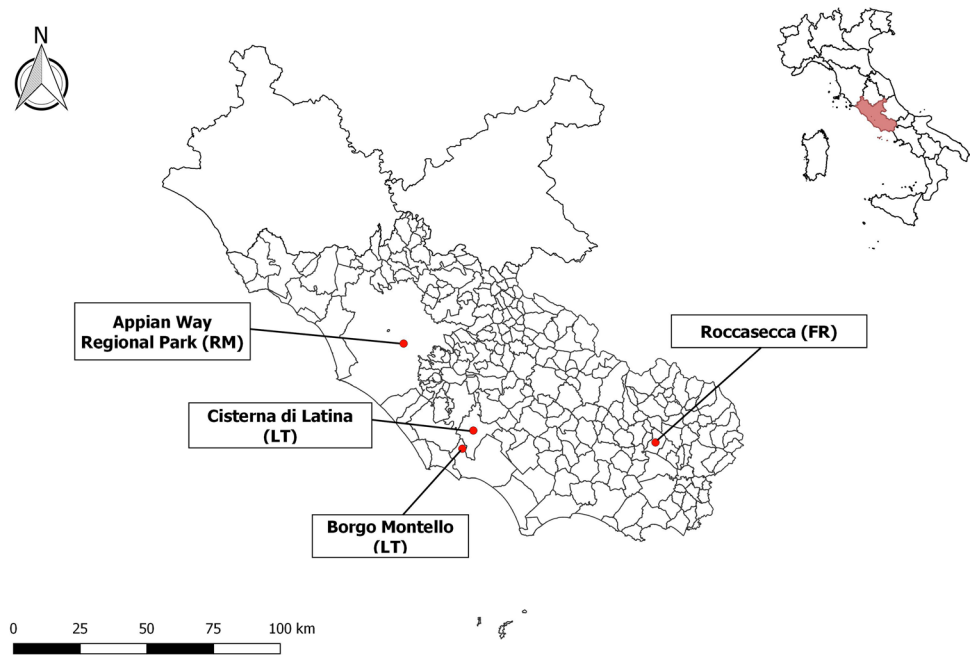 N
Appian Way
Regional Park (RM)
Roccasecca (FR)
Cisterna di Latina
(LT)
Borgo Montello
(LT)
0 25 50 75 100 km